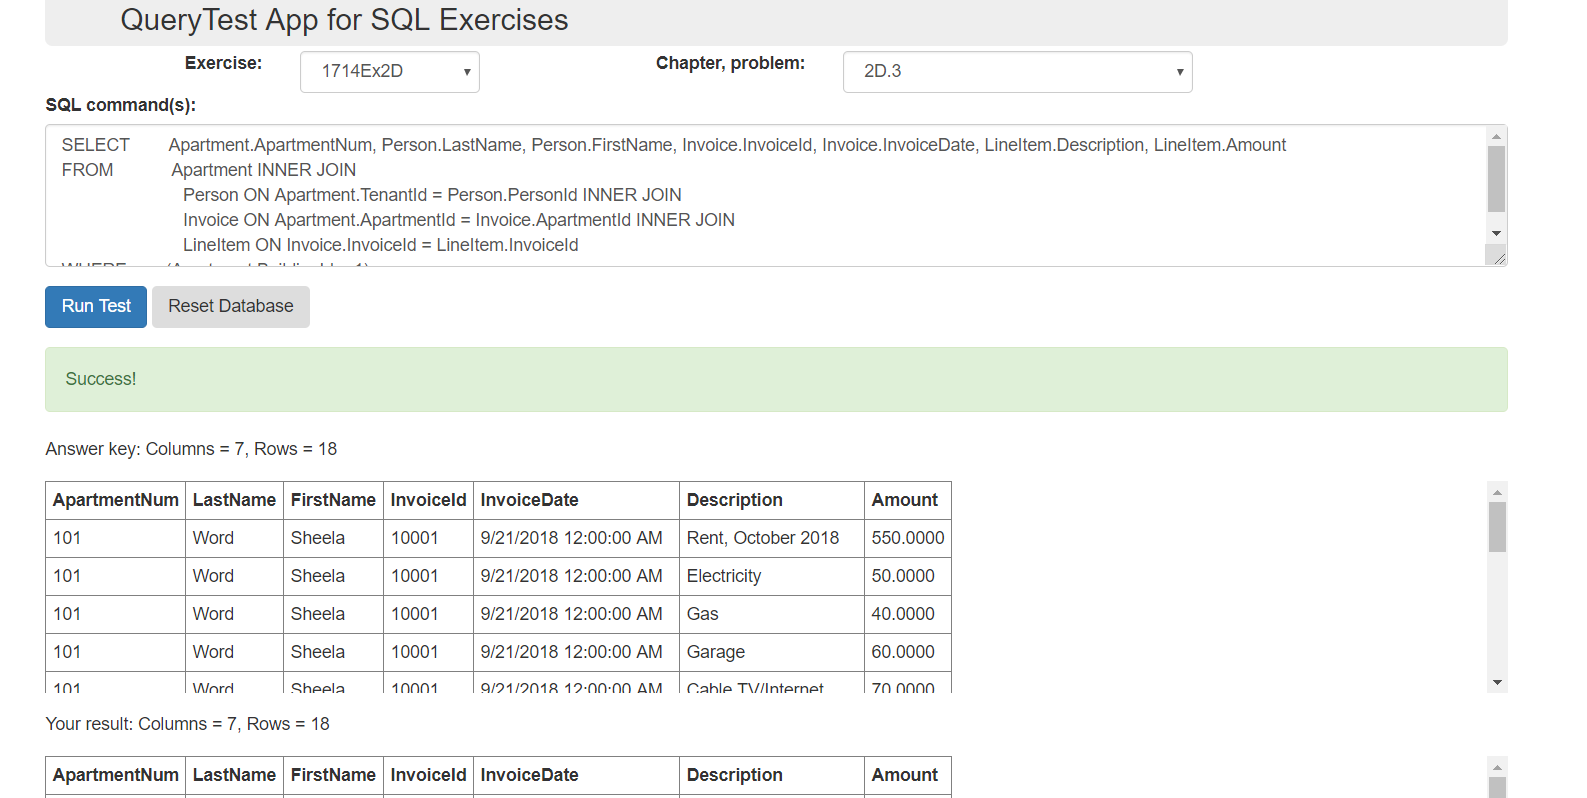 QueryTest App for SQL Exercises
Exercise: 1714Ex2D Chapter, problem: 2D.3
SQL command(s):
SELECT Apartment.ApartmentNum, Person.LastName, Person.FirstName, Invoice.InvoiceId, Invoice.InvoiceDate, LineItem.Description, LineItem.Amount
FROM Apartment INNER JOIN
Person ON Apartment.TenantId = Person.PersonId INNER JOIN
Invoice ON Apartment.ApartmentId = Invoice.ApartmentId INNER JOIN
LineItem ON Invoice.InvoiceId = LineItem.InvoiceId
Run Test Reset Database
Success!
Answer key: Columns = 7, Rows = 18
ApartmentNum LastName FirstName InvoiceId InvoiceDate Description Amount
101 Word Sheela 10001 9/21/2018 12:00:00 AM Rent, October 2018 550.0000
101 Word Sheela 10001 9/21/2018 12:00:00 AM Electricity 50.0000
101 Word Sheela 10001 9/21/2018 12:00:00 AM Gas 40.0000
101 Word Sheela 10001 9/21/2018 12:00:00 AM Garage 60.0000
101 Word Sheela 10001 9/21/2018 12:00:00 AM Cable TV/Internet 70.0000
Your result: Columns = 7, Rows = 18
ApartmentNum LastName FirstName InvoiceId InvoiceDate Description Amount